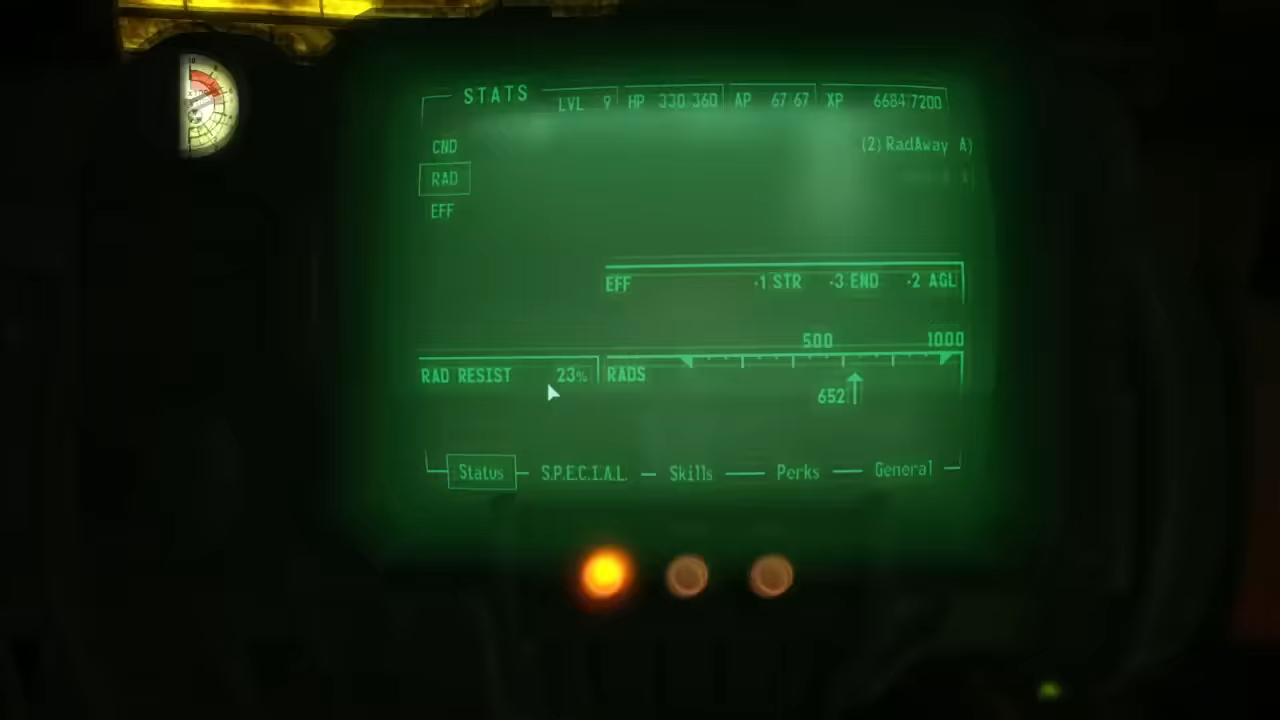 STATS LVL 9 HP 330/360 AP 67/67 XP 6684/7200
CND
(2) RadAway A)
RAD
EFF
EFF -1 STR -3 END -2 AGL
500 1000
RAD RESIST 23% RADS
652
Status S.P.E.C.I.A.L. Skills Perks General